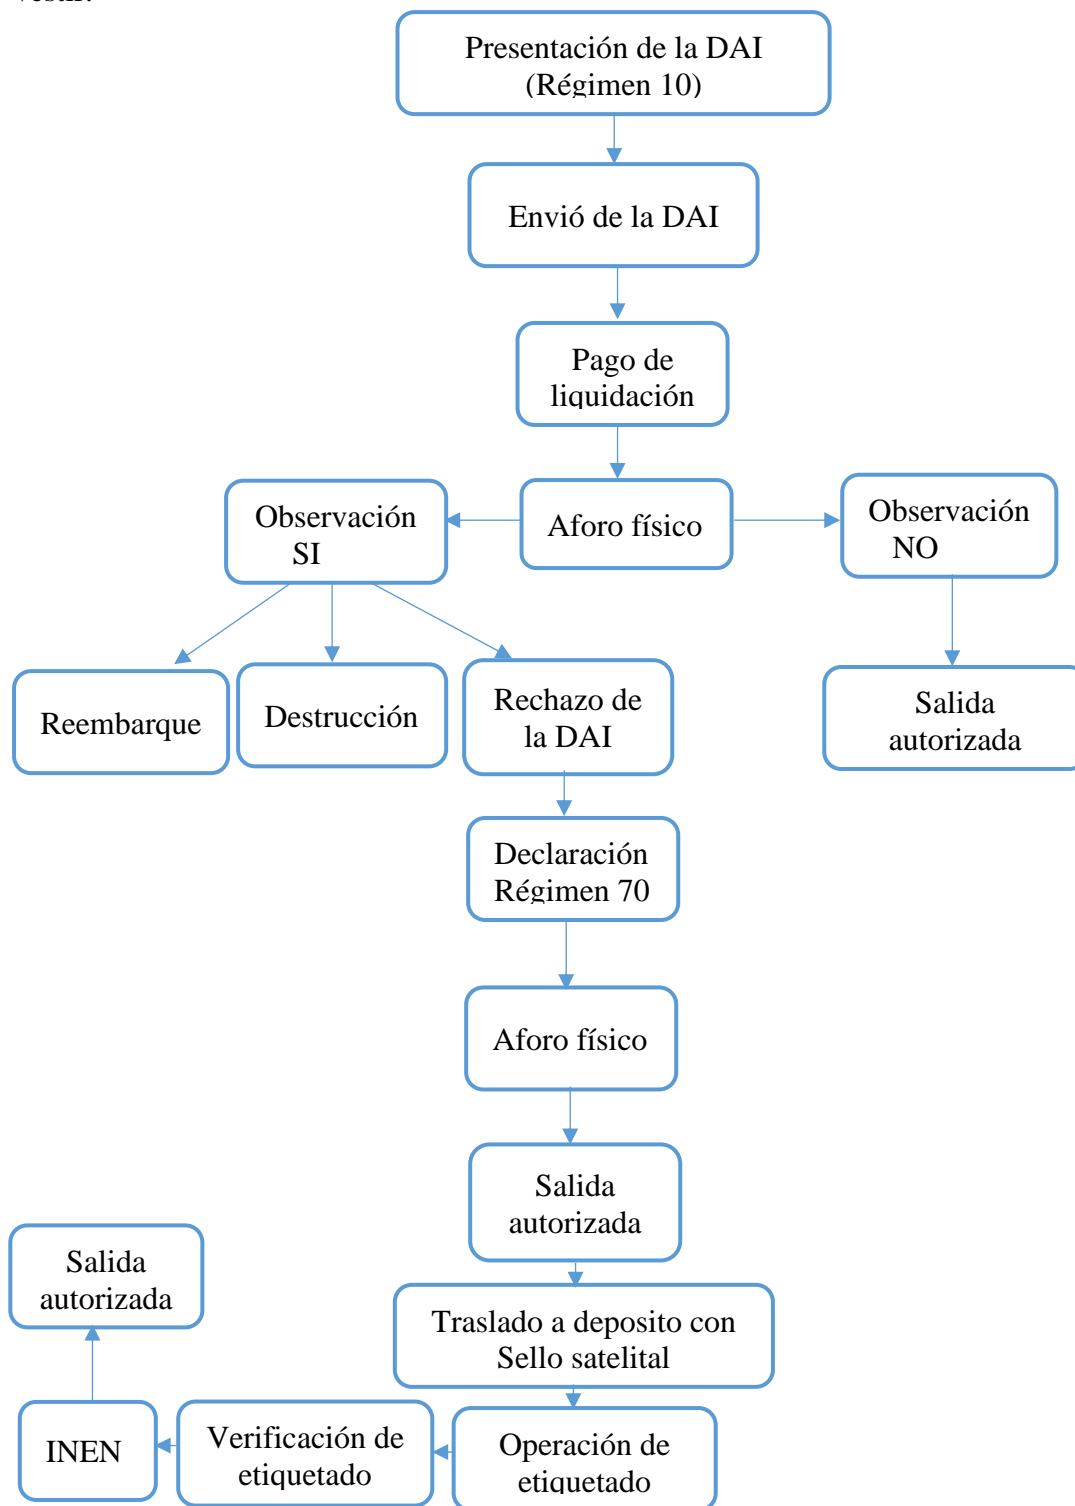 Presentación de la DAI
(Régimen 10)
Envió de la DAI
Pago de
liquidación
Observación
SI
Aforo físico
Observación
NO
Reembarque
Destrucción
Rechazo de
la DAI
Salida
autorizada
Declaración
Régimen 70
Aforo físico
Salida
autorizada
Traslado a deposito con
Sello satelital
Operación de
etiquetado
Verificación de
etiquetado
INEN
Salida
autorizada